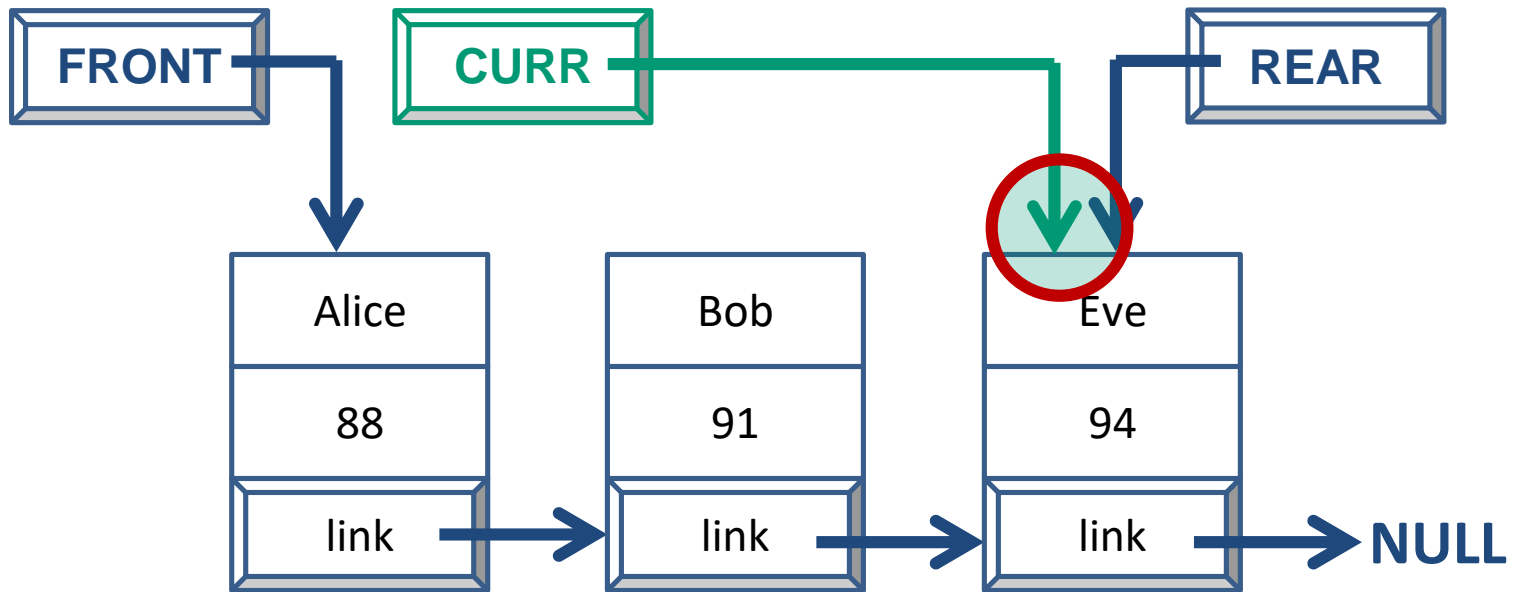 FRONT
CURR
REAR
Alice
Bob
Eve
88
91
94
link
link
link
NULL